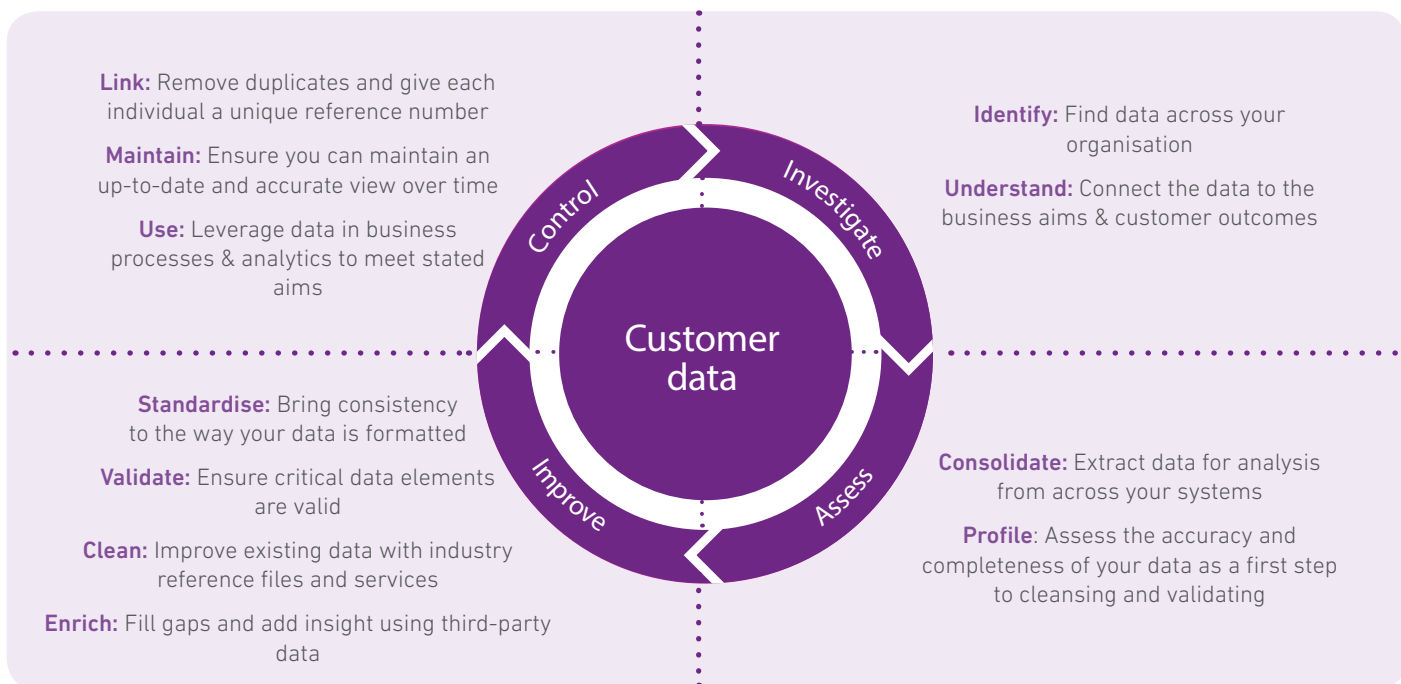 Link: Remove duplicates and give each
individual a unique reference number
Maintain: Ensure you can maintain an
up-to-date and accurate view over time
Use: Leverage data in business
processes & analytics to meet stated
aims
Identify: Find data across your
organisation
Understand: Connect the data to the
business aims & customer outcomes
Control
Investigate
Customer
data
Improve
Assess
Standardise: Bring consistency
to the way your data is formatted
Validate: Ensure critical data elements
are valid
Clean: Improve existing data with industry
reference files and services
Enrich: Fill gaps and add insight using third-party
data
Consolidate: Extract data for analysis
from across your systems
Profile: Assess the accuracy and
completeness of your data as a first step
to cleansing and validating